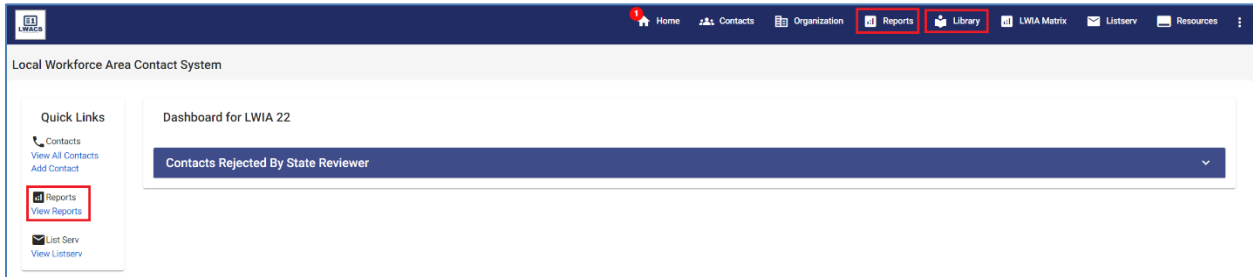 E1
LWACS
1
Home
Contacts
Organization
Reports
Library
LWIA Matrix
Listserv
Resources
Local Workforce Area Contact System
Quick Links
Contacts
View All Contacts
Add Contact
Reports
View Reports
List Serv
View Listserv
Dashboard for LWIA 22
Contacts Rejected By State Reviewer